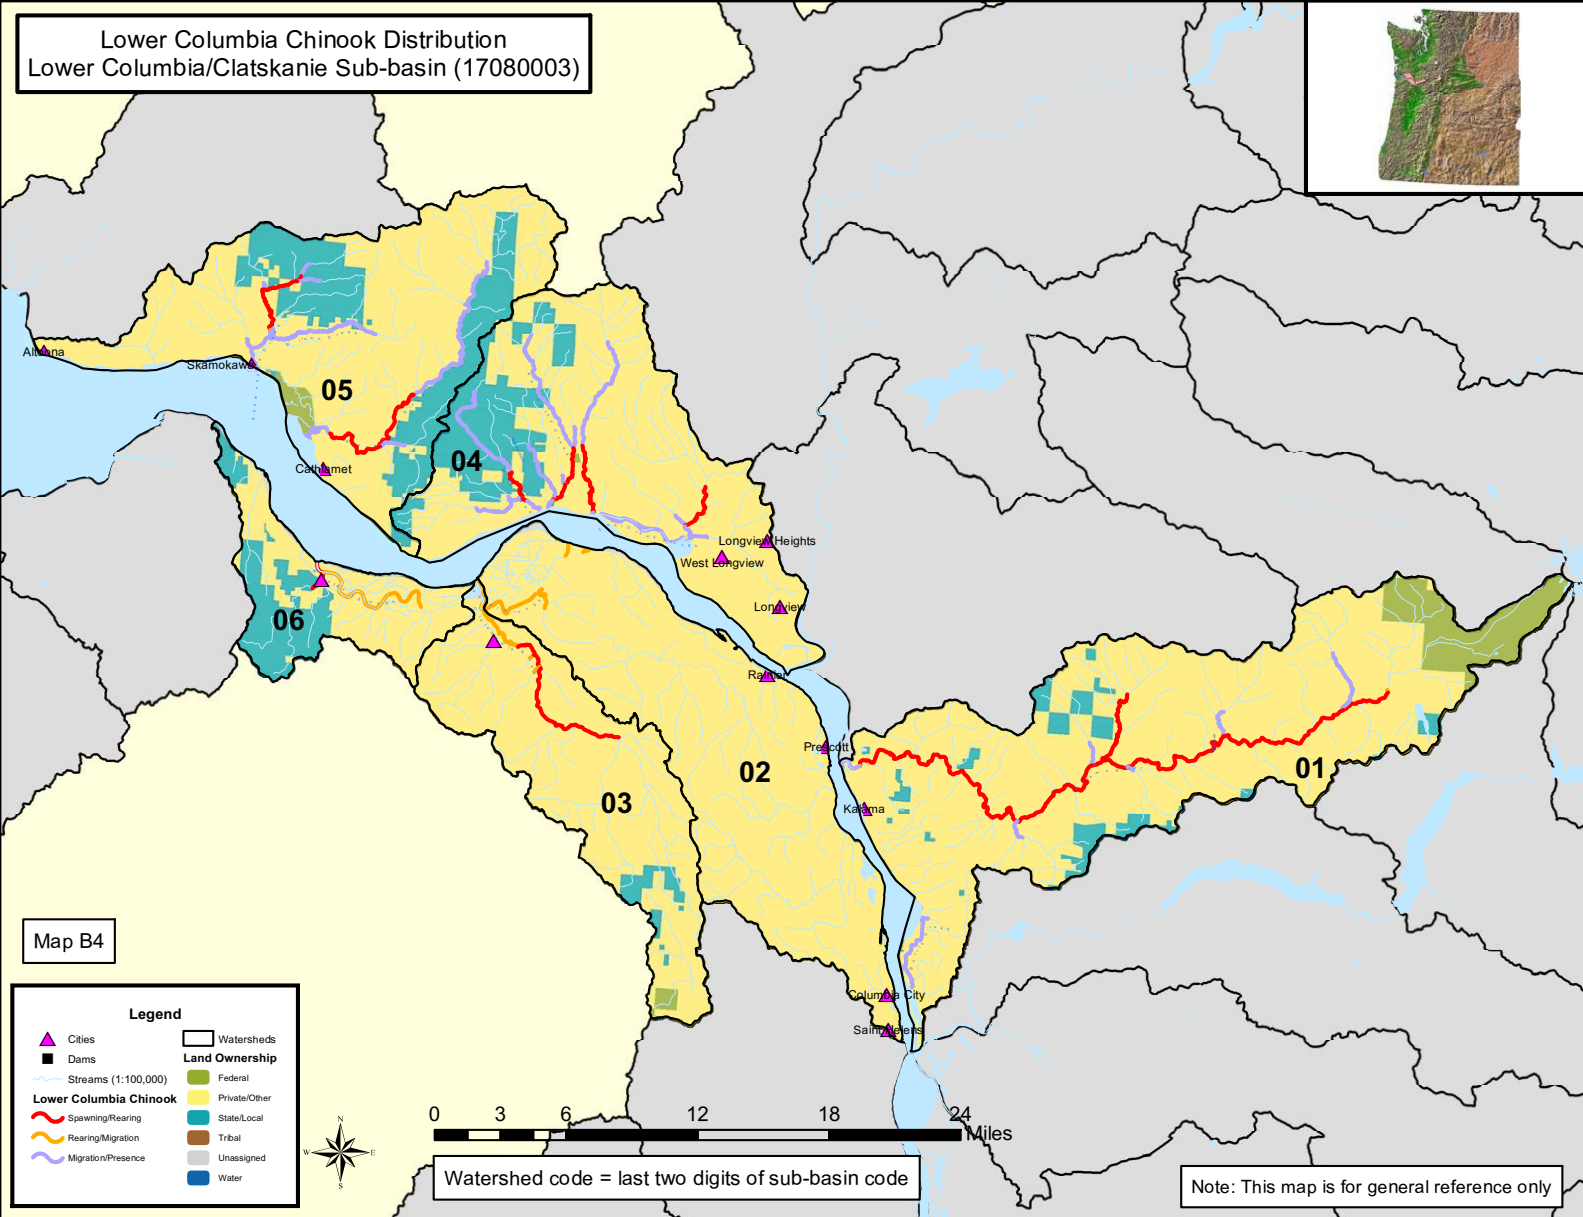 Lower Columbia Chinook Distribution
Lower Columbia/Clatskanie Sub-basin (17080003)
Altoona
Skamokawa
05
04
Cathlamet
Longview Heights
West Longview
Longview
06
Rainier
Prescott
02
01
03
Kalama
Map B4
Columbia City
Saint Helens
Legend
Cities
Dams
Streams (1:100,000)
Lower Columbia Chinook
Spawning/Rearing
Rearing/Migration
Migration/Presence
Watersheds
Land Ownership
Federal
Private/Other
State/Local
Tribal
Unassigned
Water
N
W
E
S
0 3 6 12 18 24
Miles
Watershed code = last two digits of sub-basin code
Note: This map is for general reference only